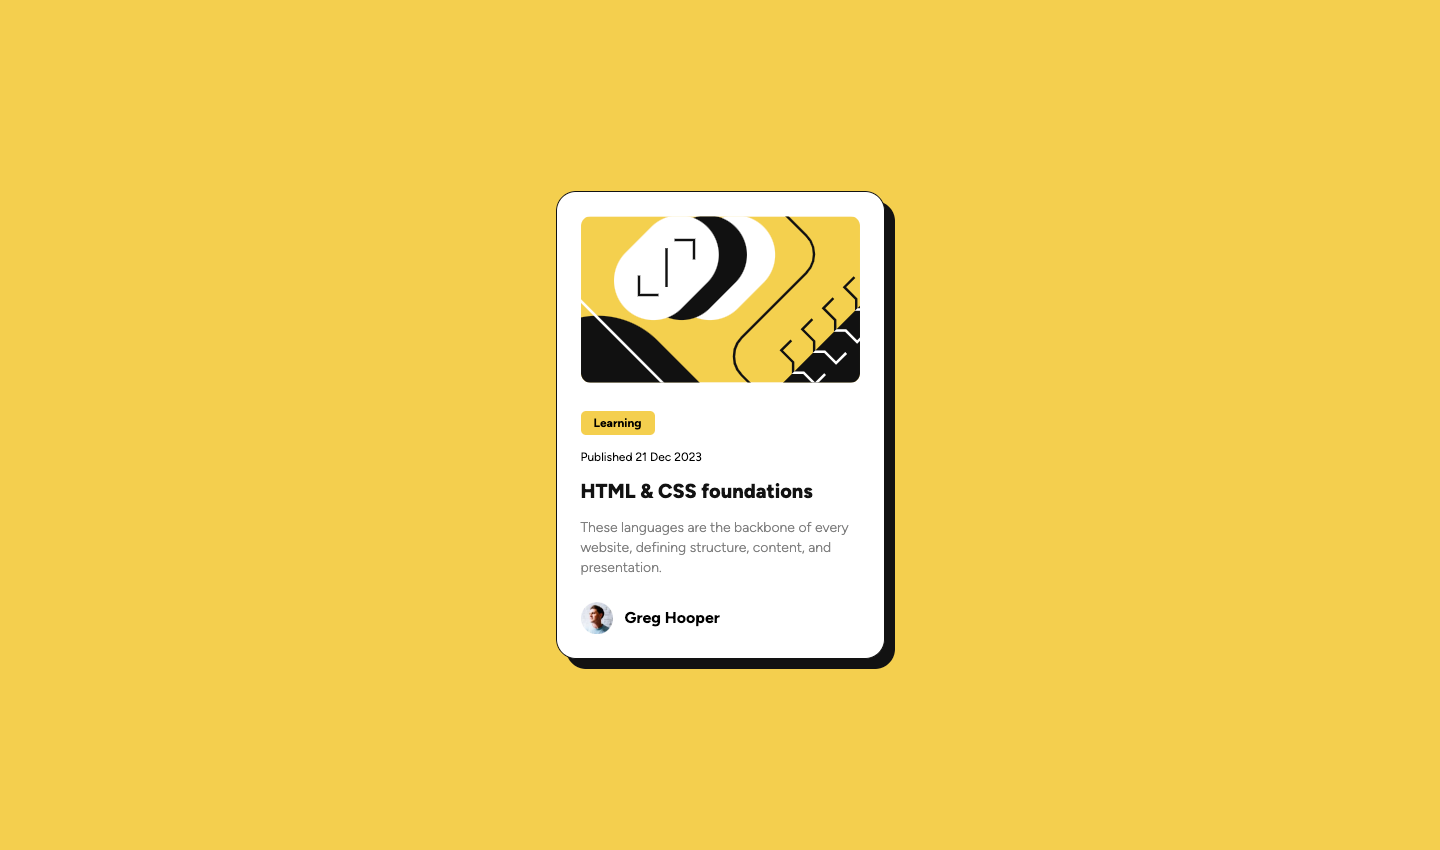 Learning
Published 21 Dec 2023
HTML & CSS foundations
These languages are the backbone of every
website, defining structure, content, and
presentation.
Greg Hooper